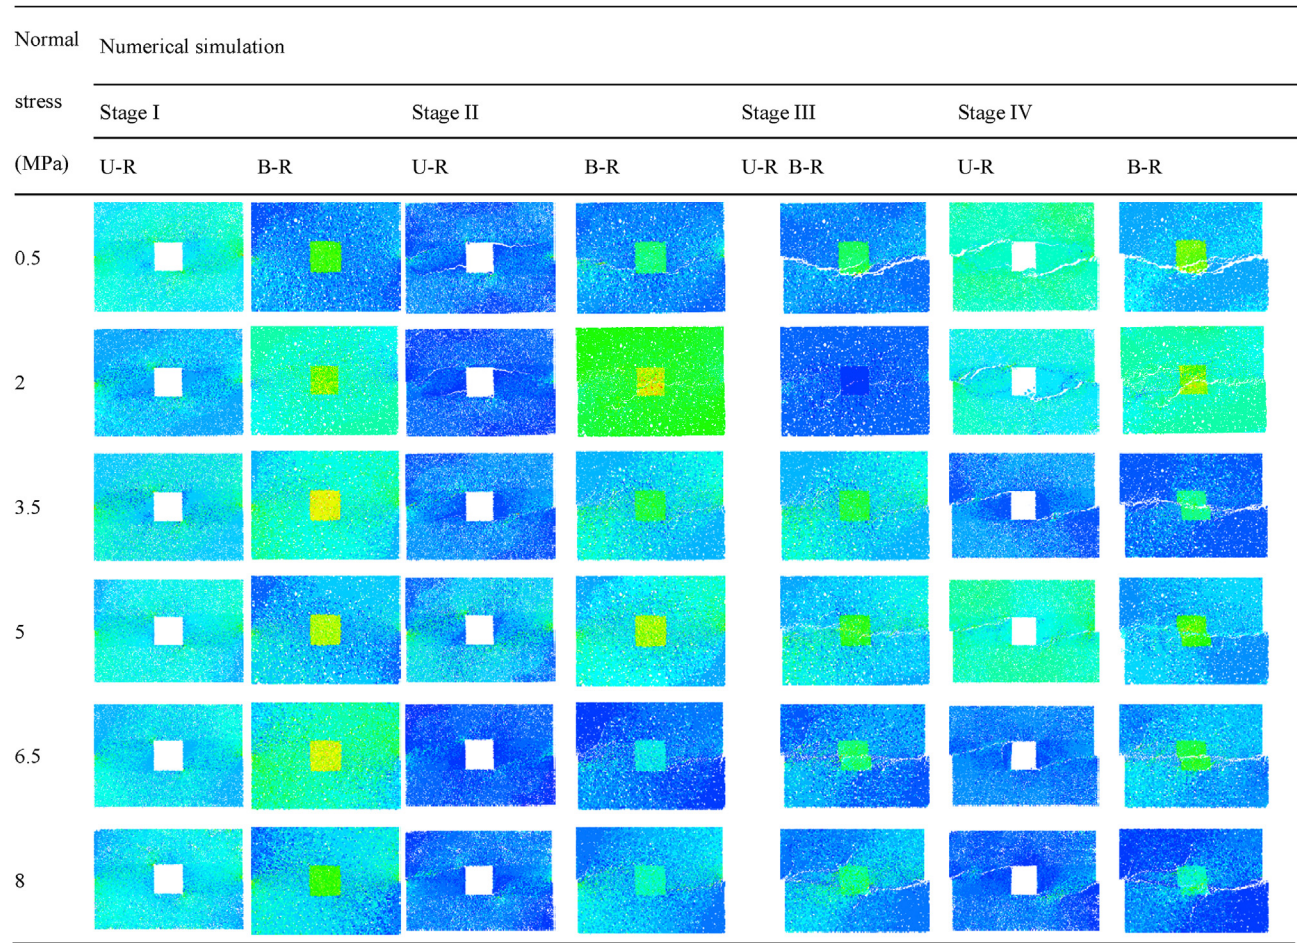 Normal
Numerical simulation
stress
Stage I Stage II Stage III Stage IV
(MPa)
U-R B-R U-R B-R U-R B-R U-R B-R
0.5
2
3.5
5
6.5
8